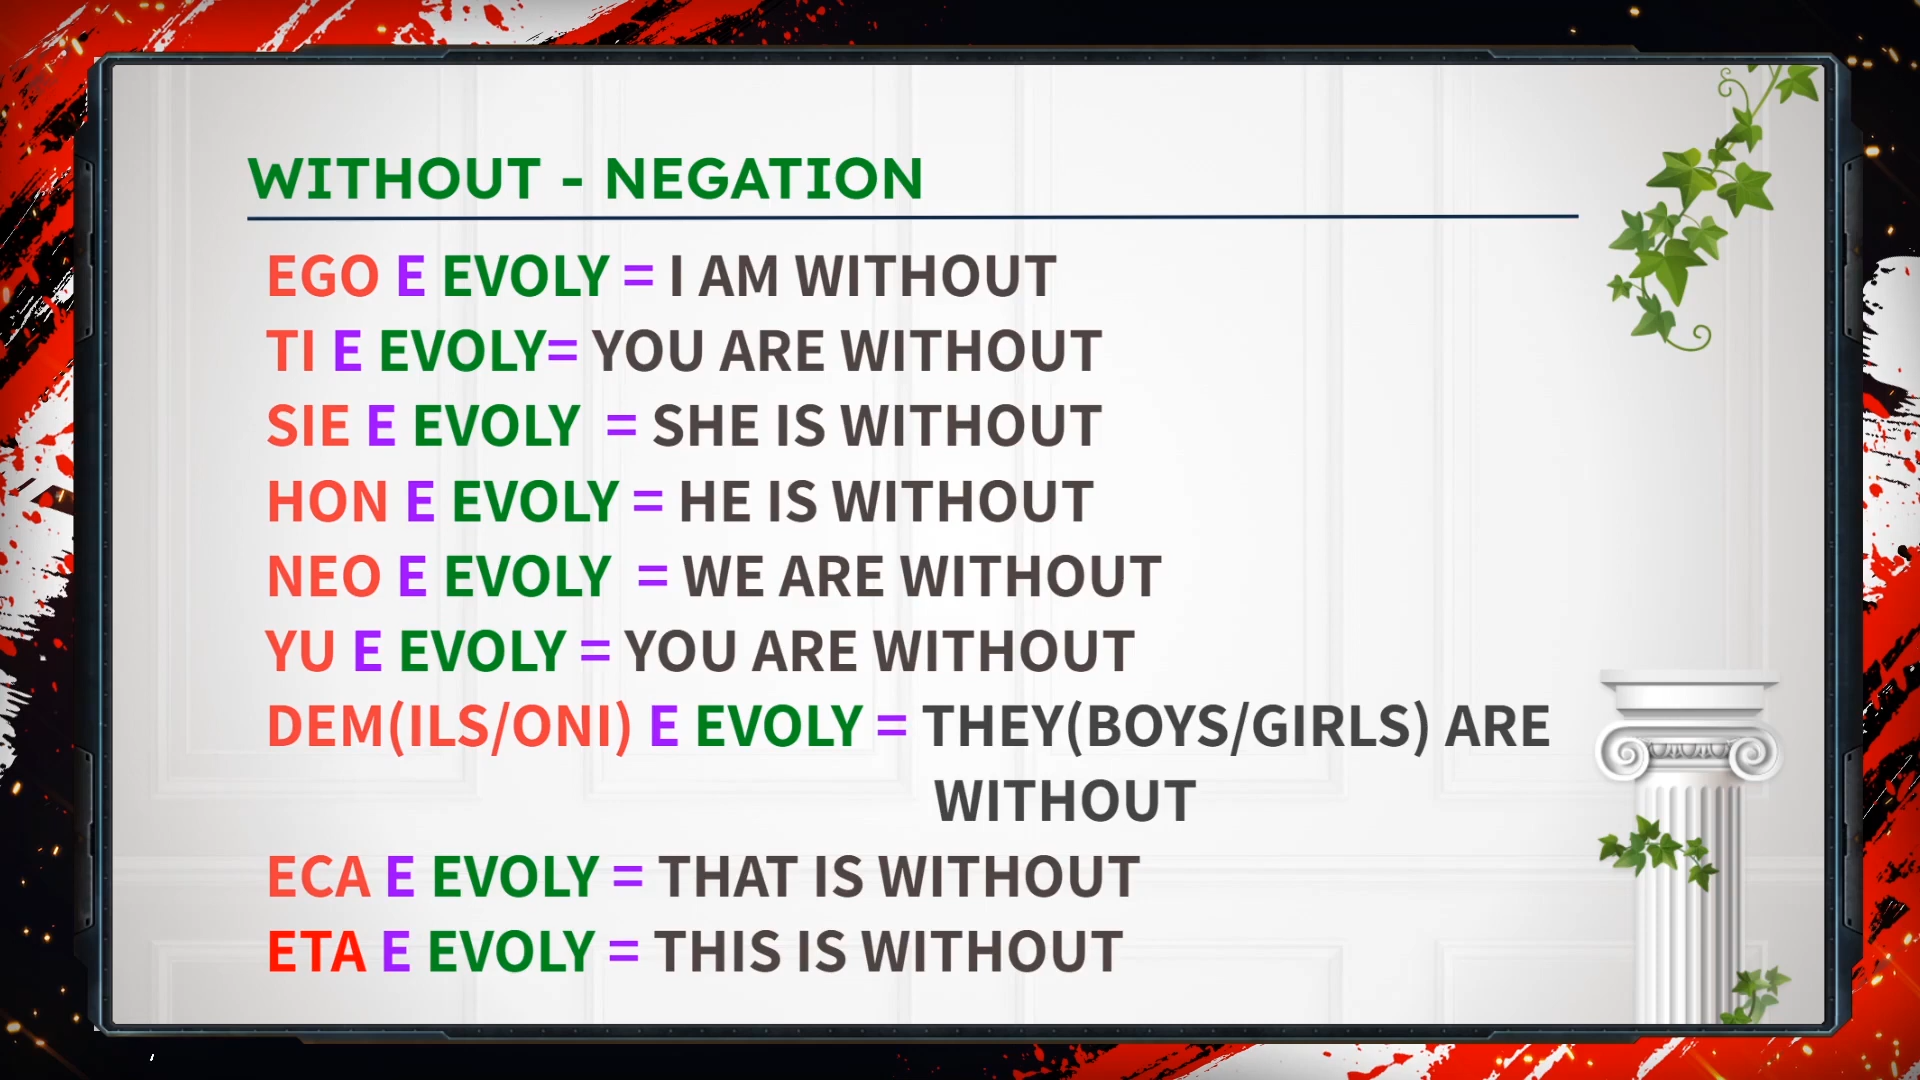 WITHOUT - NEGATION
EGO E EVOLY = I AM WITHOUT
TI E EVOLY= YOU ARE WITHOUT
SIE E EVOLY = SHE IS WITHOUT
HON E EVOLY = HE IS WITHOUT
NEO E EVOLY = WE ARE WITHOUT
YU E EVOLY = YOU ARE WITHOUT
DEM(ILS/ONI) E EVOLY = THEY(BOYS/GIRLS) ARE
WITHOUT
ECA E EVOLY = THAT IS WITHOUT
ETA E EVOLY = THIS IS WITHOUT